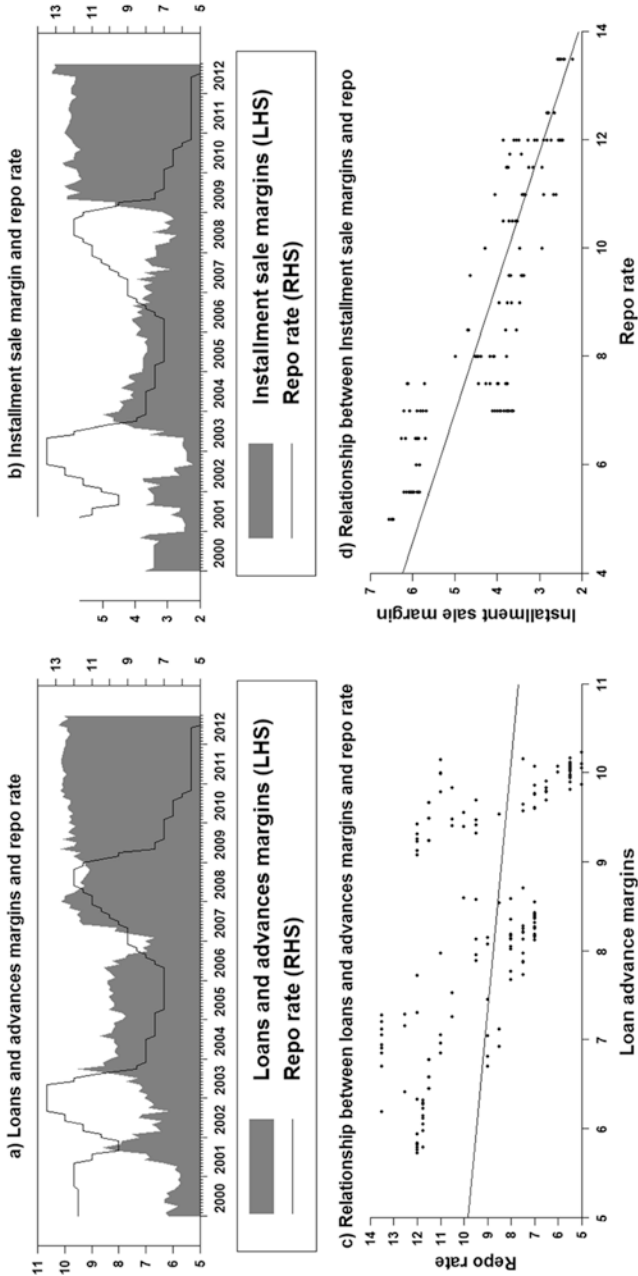 a) Loans and advances margins and repo rate
11
10
9
8
7
6
5
13
11
9
7
5
2000 2001 2002 2003 2004 2005 2006 2007 2008 2009 2010 2011 2012
Loans and advances margins (LHS)
Repo rate (RHS)
b) Installment sale margin and repo rate
5
4
3
2
13
11
9
7
5
2000 2001 2002 2003 2004 2005 2006 2007 2008 2009 2010 2011 2012
Installment sale margins (LHS)
Repo rate (RHS)
c) Relationship between loans and advances margins and repo rate
Repo rate
14
13
12
11
10
9
8
7
6
5
5 6 7 8 9 10 11
Loan advance margins
d) Relationship between Installment sale margins and repo
Installment sale margin
7
6
5
4
3
2
4 6 8 10 12 14
Repo rate